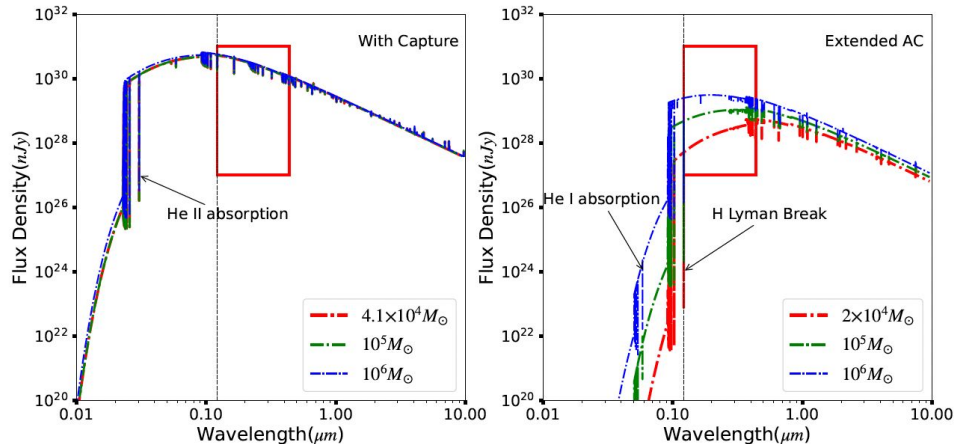 With Capture
Flux Density(nJy)
10^32
10^30
10^28
10^26
10^24
10^22
10^20
He II absorption
4.1×10^4 M⊙
10^5 M⊙
10^6 M⊙
0.01 0.10 1.00 10.00
Wavelength(μm)
Extended AC
Flux Density(nJy)
10^32
10^30
10^28
10^26
10^24
10^22
10^20
He I absorption
H Lyman Break
2×10^4 M⊙
10^5 M⊙
10^6 M⊙
0.01 0.10 1.00 10.00
Wavelength(μm)